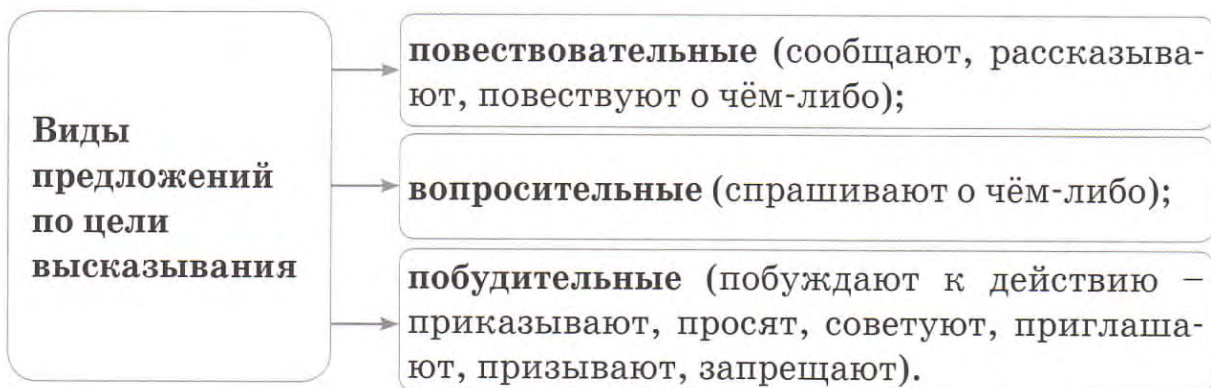 Виды
предложений
по цели
высказывания
повествовательные (сообщают, рассказыва-
ют, повествуют о чём-либо);
вопросительные (спрашивают о чём-либо);
побудительные (побуждают к действию –
приказывают, просят, советуют, приглаша-
ют, призывают, запрещают).